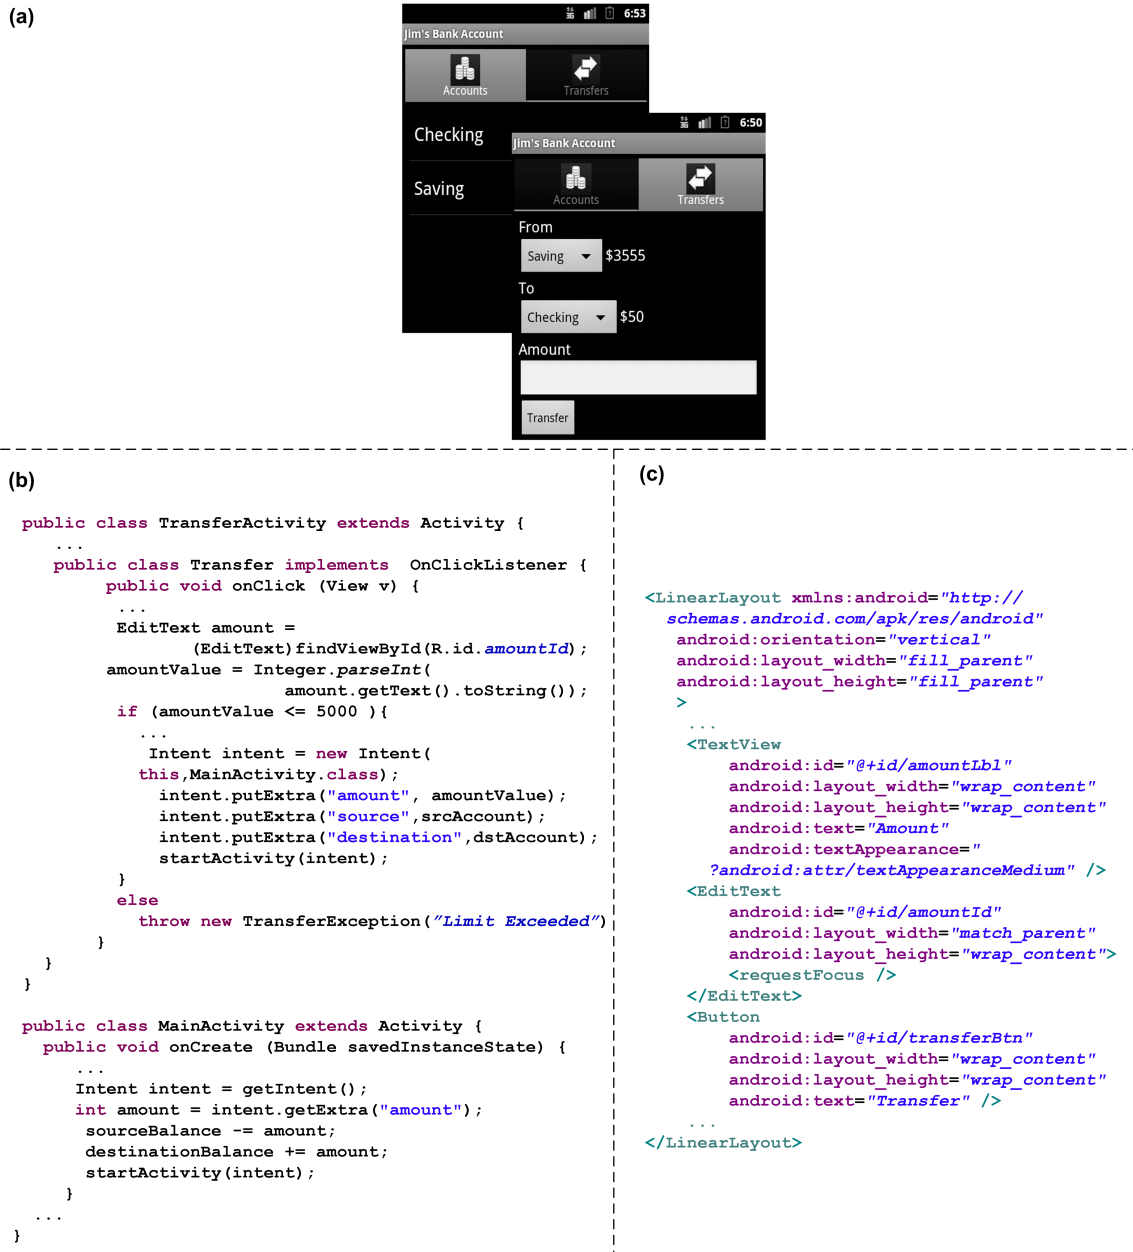 (a)
3G 6:53
Jim's Bank Account
Accounts Transfers
Checking
Saving
3G 6:50
Jim's Bank Account
Accounts Transfers
From
Saving $3555
To
Checking $50
Amount
Transfer
(b)
public class TransferActivity extends Activity {
...
public class Transfer implements OnClickListener {
public void onClick (View v) {
...
EditText amount =
(EditText)findViewById(R.id.amountId);
amountValue = Integer.parseInt(
amount.getText().toString());
if (amountValue <= 5000 ){
...
Intent intent = new Intent(
this,MainActivity.class);
intent.putExtra("amount", amountValue);
intent.putExtra("source",srcAccount);
intent.putExtra("destination",dstAccount);
startActivity(intent);
}
else
throw new TransferException(”Limit Exceeded”)
}
}
}
public class MainActivity extends Activity {
public void onCreate (Bundle savedInstanceState) {
...
Intent intent = getIntent();
int amount = intent.getExtra("amount");
sourceBalance -= amount;
destinationBalance += amount;
startActivity(intent);
}
...
}
(c)
<LinearLayout xmlns:android="http://
schemas.android.com/apk/res/android"
android:orientation="vertical"
android:layout_width="fill_parent"
android:layout_height="fill_parent"
>
...
<TextView
android:id="@+id/amountLbl"
android:layout_width="wrap_content"
android:layout_height="wrap_content"
android:text="Amount"
android:textAppearance="
?android:attr/textAppearanceMedium" />
<EditText
android:id="@+id/amountId"
android:layout_width="match_parent"
android:layout_height="wrap_content">
<requestFocus />
</EditText>
<Button
android:id="@+id/transferBtn"
android:layout_width="wrap_content"
android:layout_height="wrap_content"
android:text="Transfer" />
...
</LinearLayout>